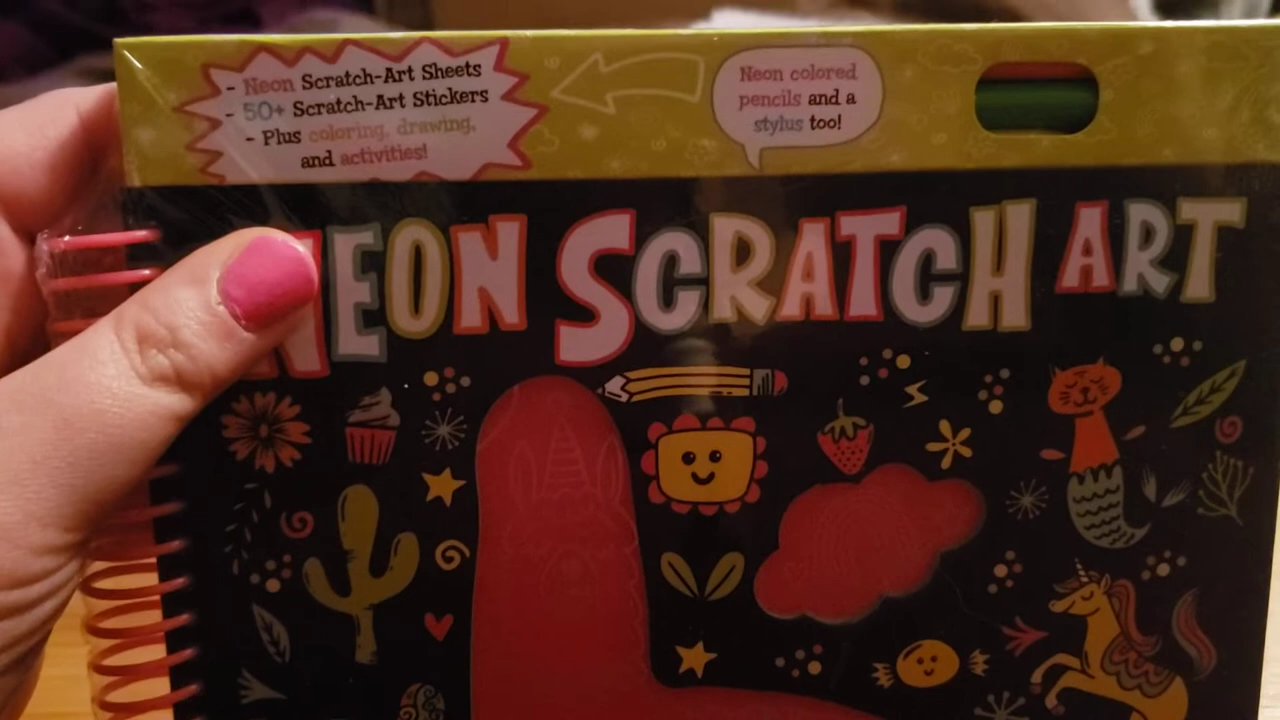 - Neon Scratch-Art Sheets
- 50+ Scratch-Art Stickers
- Plus coloring, drawing,
and activities!
Neon colored
pencils and a
stylus too!
NEON SCRATCH ART